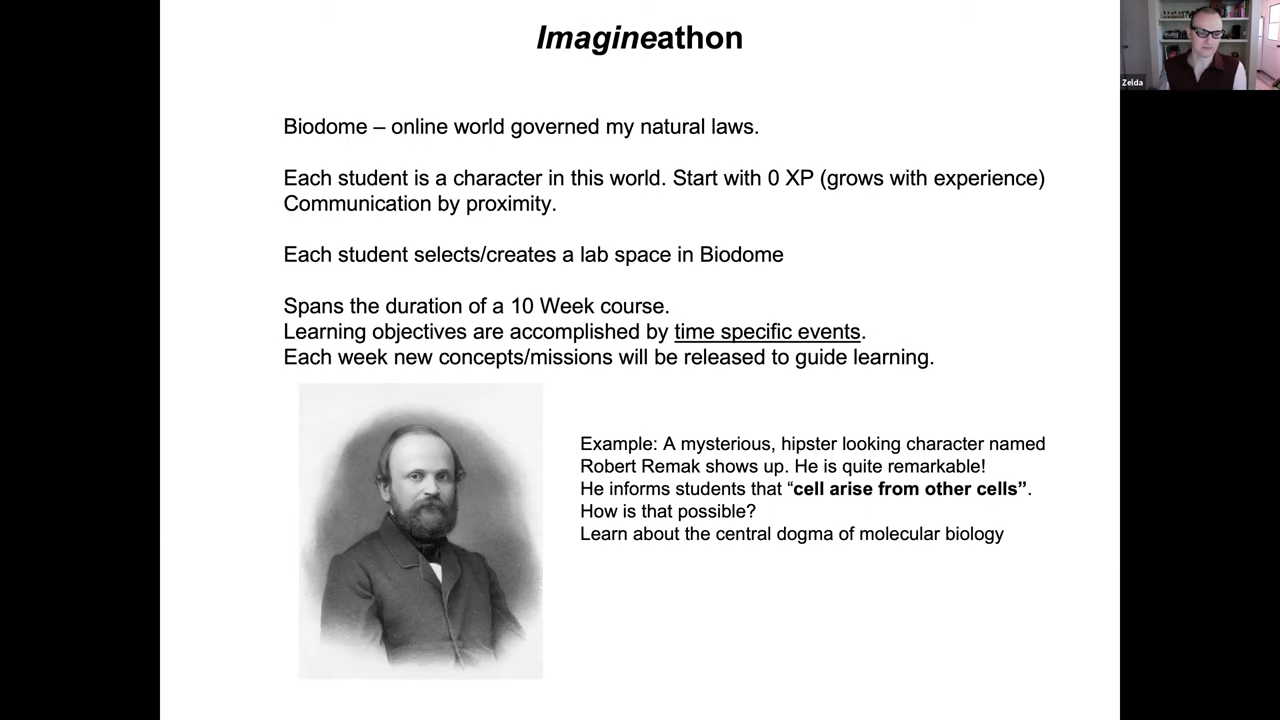 Imagineathon
Zelda
Biodome – online world governed my natural laws.
Each student is a character in this world. Start with 0 XP (grows with experience)
Communication by proximity.
Each student selects/creates a lab space in Biodome
Spans the duration of a 10 Week course.
Learning objectives are accomplished by time specific events.
Each week new concepts/missions will be released to guide learning.
Example: A mysterious, hipster looking character named
Robert Remak shows up. He is quite remarkable!
He informs students that “cell arise from other cells”.
How is that possible?
Learn about the central dogma of molecular biology